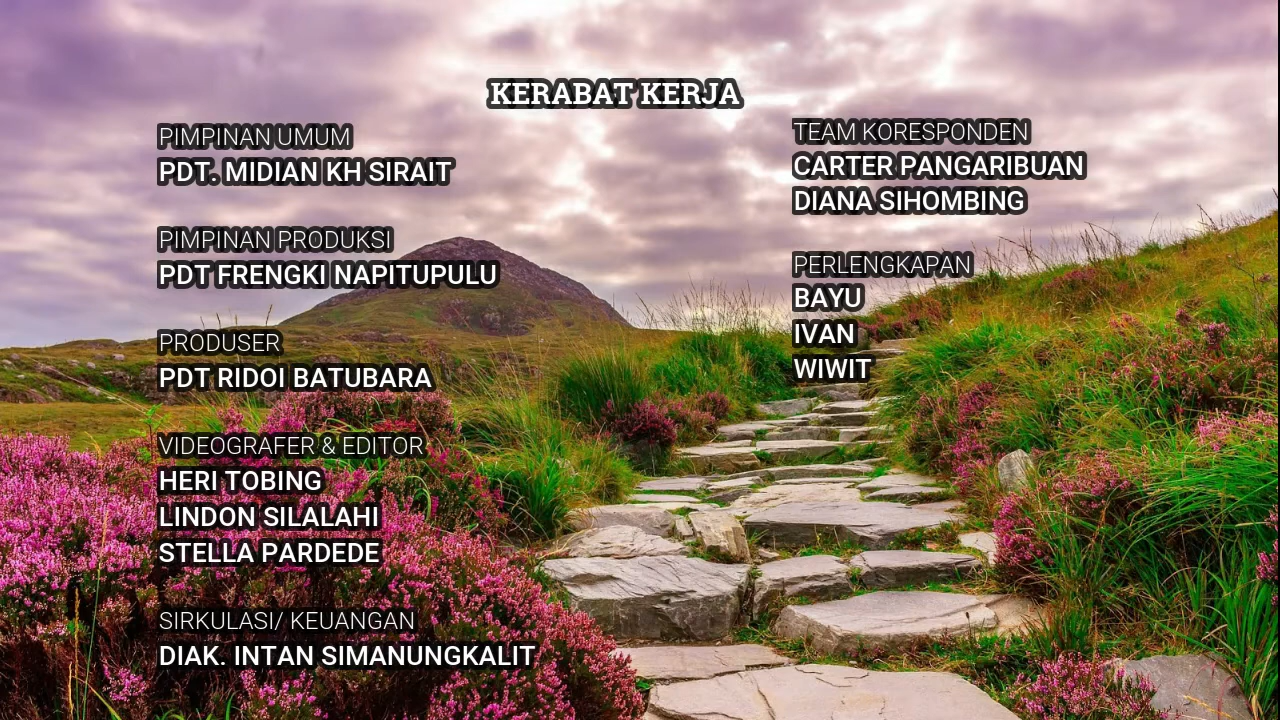 KERABAT KERJA
PIMPINAN UMUM
PDT. MIDIAN KH SIRAIT
PIMPINAN PRODUKSI
PDT FRENGKI NAPITUPULU
PRODUSER
PDT RIDOI BATUBARA
VIDEOGRAFER & EDITOR
HERI TOBING
LINDON SILALAHI
STELLA PARDEDE
SIRKULASI/ KEUANGAN
DIAK. INTAN SIMANUNGKALIT
TEAM KORESPONDEN
CARTER PANGARIBUAN
DIANA SIHOMBING
PERLENGKAPAN
BAYU
IVAN
WIWIT